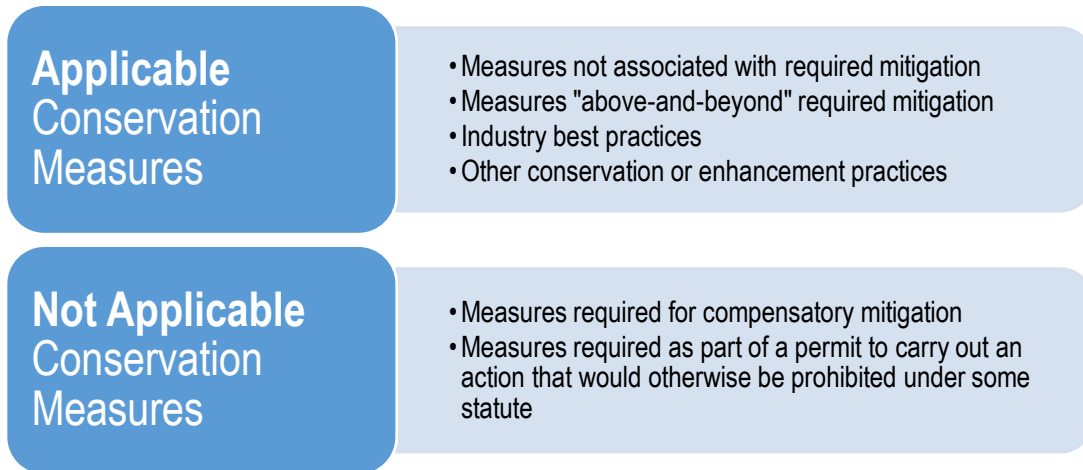 Applicable
Conservation
Measures
• Measures not associated with required mitigation
• Measures "above-and-beyond" required mitigation
• Industry best practices
• Other conservation or enhancement practices
Not Applicable
Conservation
Measures
• Measures required for compensatory mitigation
• Measures required as part of a permit to carry out an
action that would otherwise be prohibited under some
statute